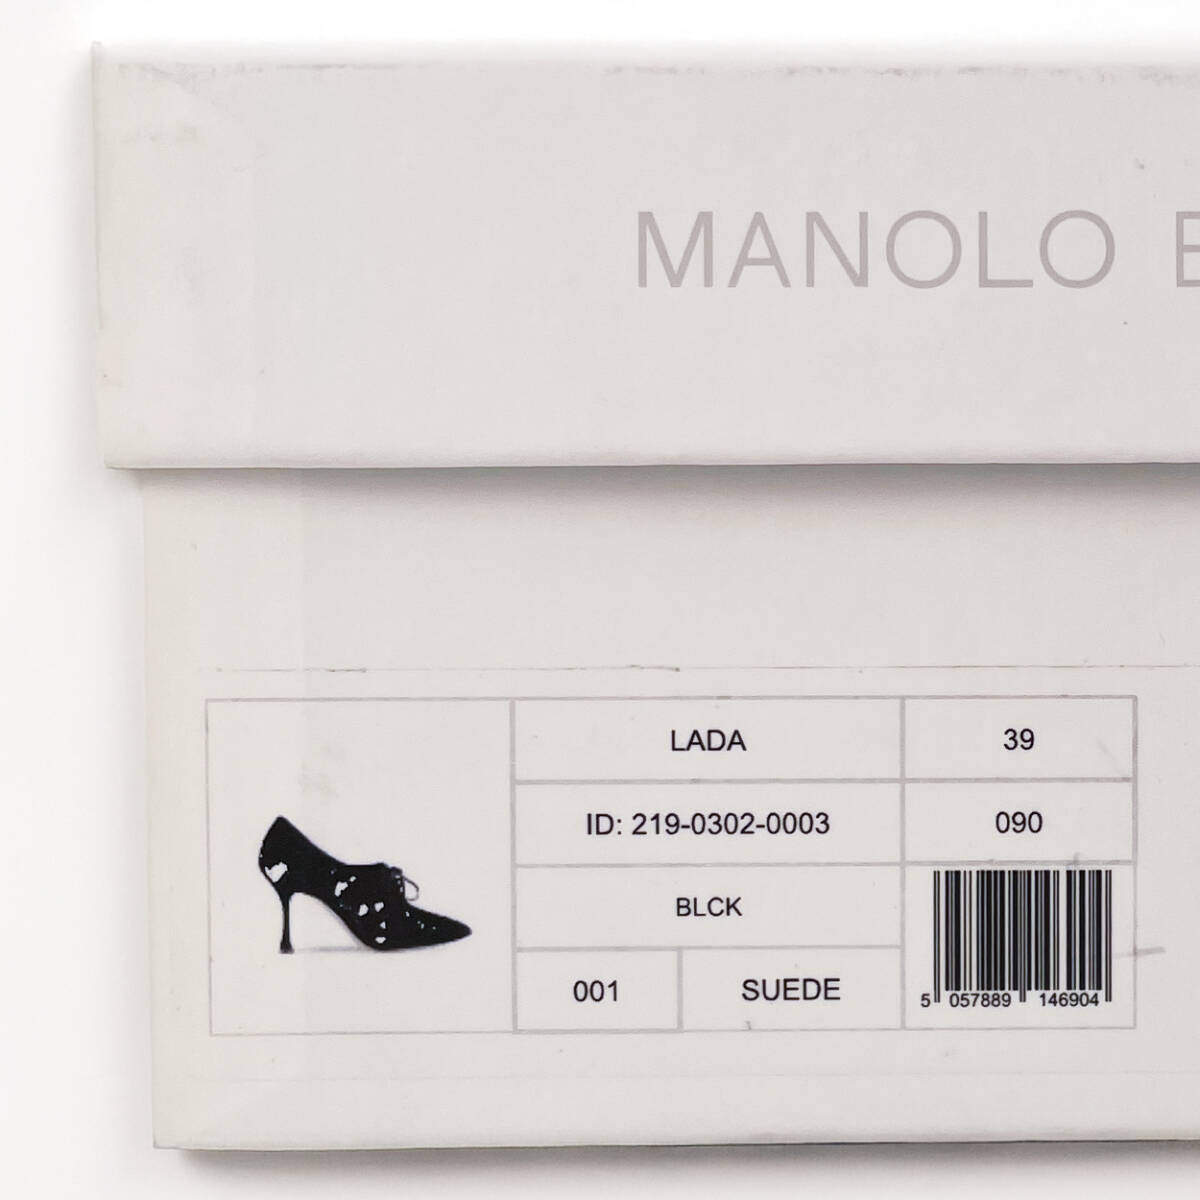 MANOLO B
LADA
39
ID: 219-0302-0003
090
BLCK
001
SUEDE
5 057889 146904